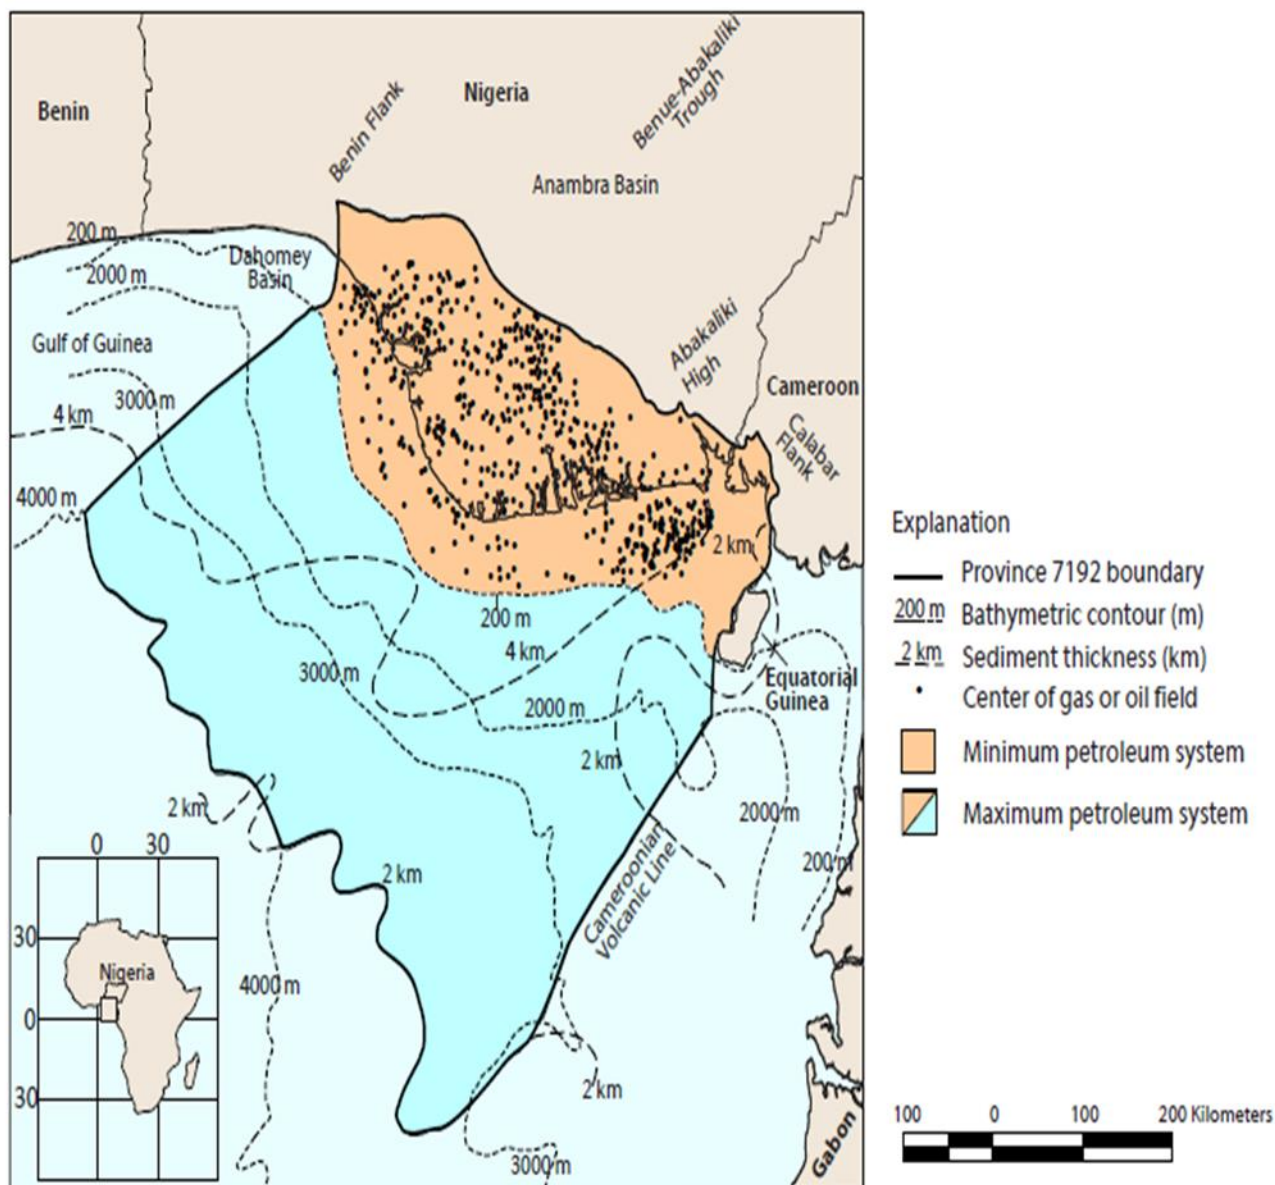 Benin
Nigeria
Benin Flank
Benue-Abakaliki
Trough
Anambra Basin
200 m
2000 m
Dahomey
Basin
Gulf of Guinea
3000 m
4 km
4000 m
Abakaliki
High
Cameroon
Calabar
Flank
2 km
200 m
4 km
3000 m
2000 m
2 km
Equatorial
Guinea
2 km
2000 m
200 m
2 km
Cameroonian
Volcanic Line
4000 m
2 km
3000 m
Gabon
0 30
30
Nigeria
0
30
Explanation
Province 7192 boundary
200 m Bathymetric contour (m)
2 km Sediment thickness (km)
Center of gas or oil field
Minimum petroleum system
Maximum petroleum system
100 0 100 200 Kilometers